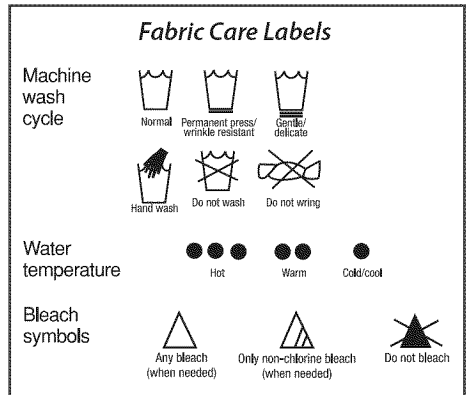 Fabric Care Labels
Machine
wash
cycle
Normal
Permanent press/
wrinkle resistant
Gentle/
delicate
Hand wash
Do not wash
Do not wring
Water
temperature
Hot
Warm
Cold/cool
Bleach
symbols
Any bleach
(when needed)
Only non-chlorine bleach
(when needed)
Do not bleach